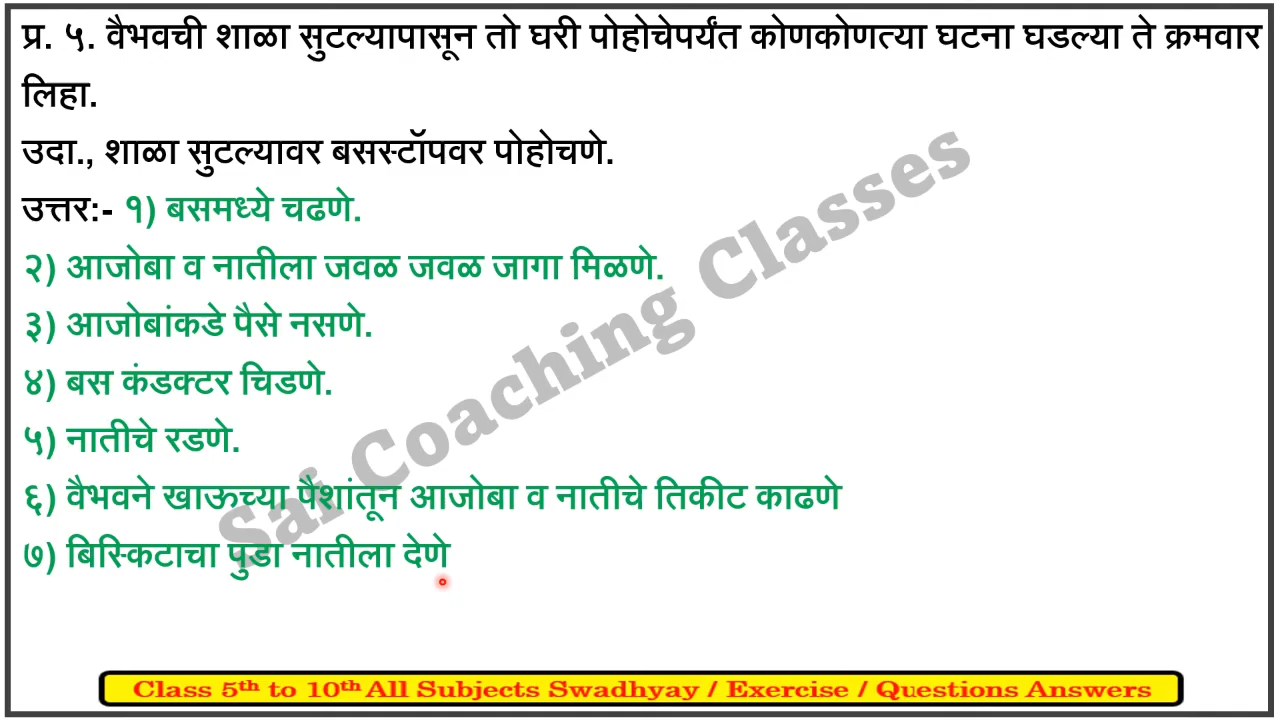 प्र. ५. वैभवची शाळा सुटल्यापासून तो घरी पोहोचेपर्यंत कोणकोणत्या घटना घडल्या ते क्रमवार
लिहा.
उदा., शाळा सुटल्यावर बसस्टॉपवर पोहोचणे.
उत्तर:- १) बसमध्ये चढणे.
२) आजोबा व नातीला जवळ जवळ जागा मिळणे.
३) आजोबांकडे पैसे नसणे.
४) बस कंडक्टर चिडणे.
५) नातीचे रडणे.
६) वैभवने खाऊच्या पैशांतून आजोबा व नातीचे तिकीट काढणे
७) बिस्किटाचा पुडा नातीला देणे
Sai Coaching Classes
Class 5th to 10th All Subjects Swadhyay / Exercise / Questions Answers